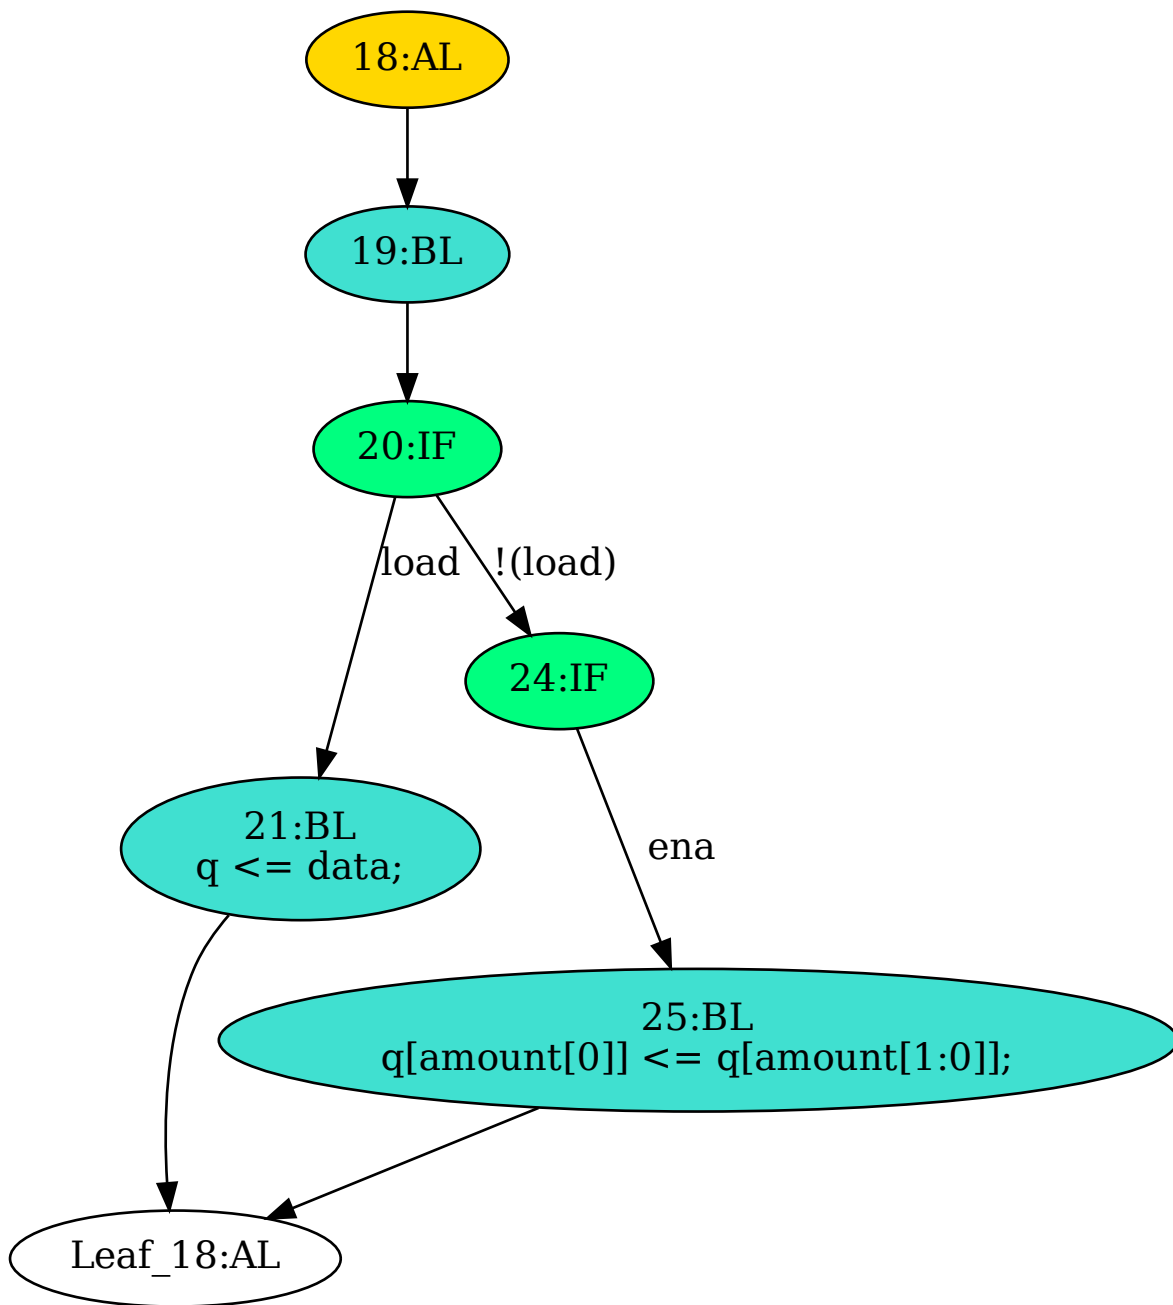 18:AL
19:BL
20:IF
load
!(load)
24:IF
21:BL
q <= data;
ena
25:BL
q[amount[0]] <= q[amount[1:0]];
Leaf_18:AL